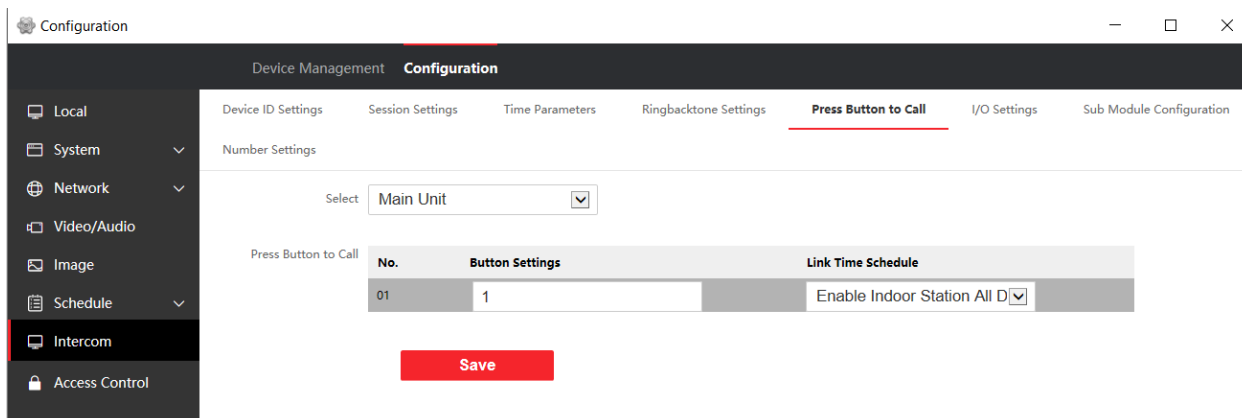 Configuration
Device Management Configuration
Local
System
Network
Video/Audio
Image
Schedule
Intercom
Access Control
Device ID Settings Session Settings Time Parameters Ringbacktone Settings Press Button to Call I/O Settings Sub Module Configuration
Number Settings
Select Main Unit
Press Button to Call
No. Button Settings Link Time Schedule
01 1 Enable Indoor Station All D
Save